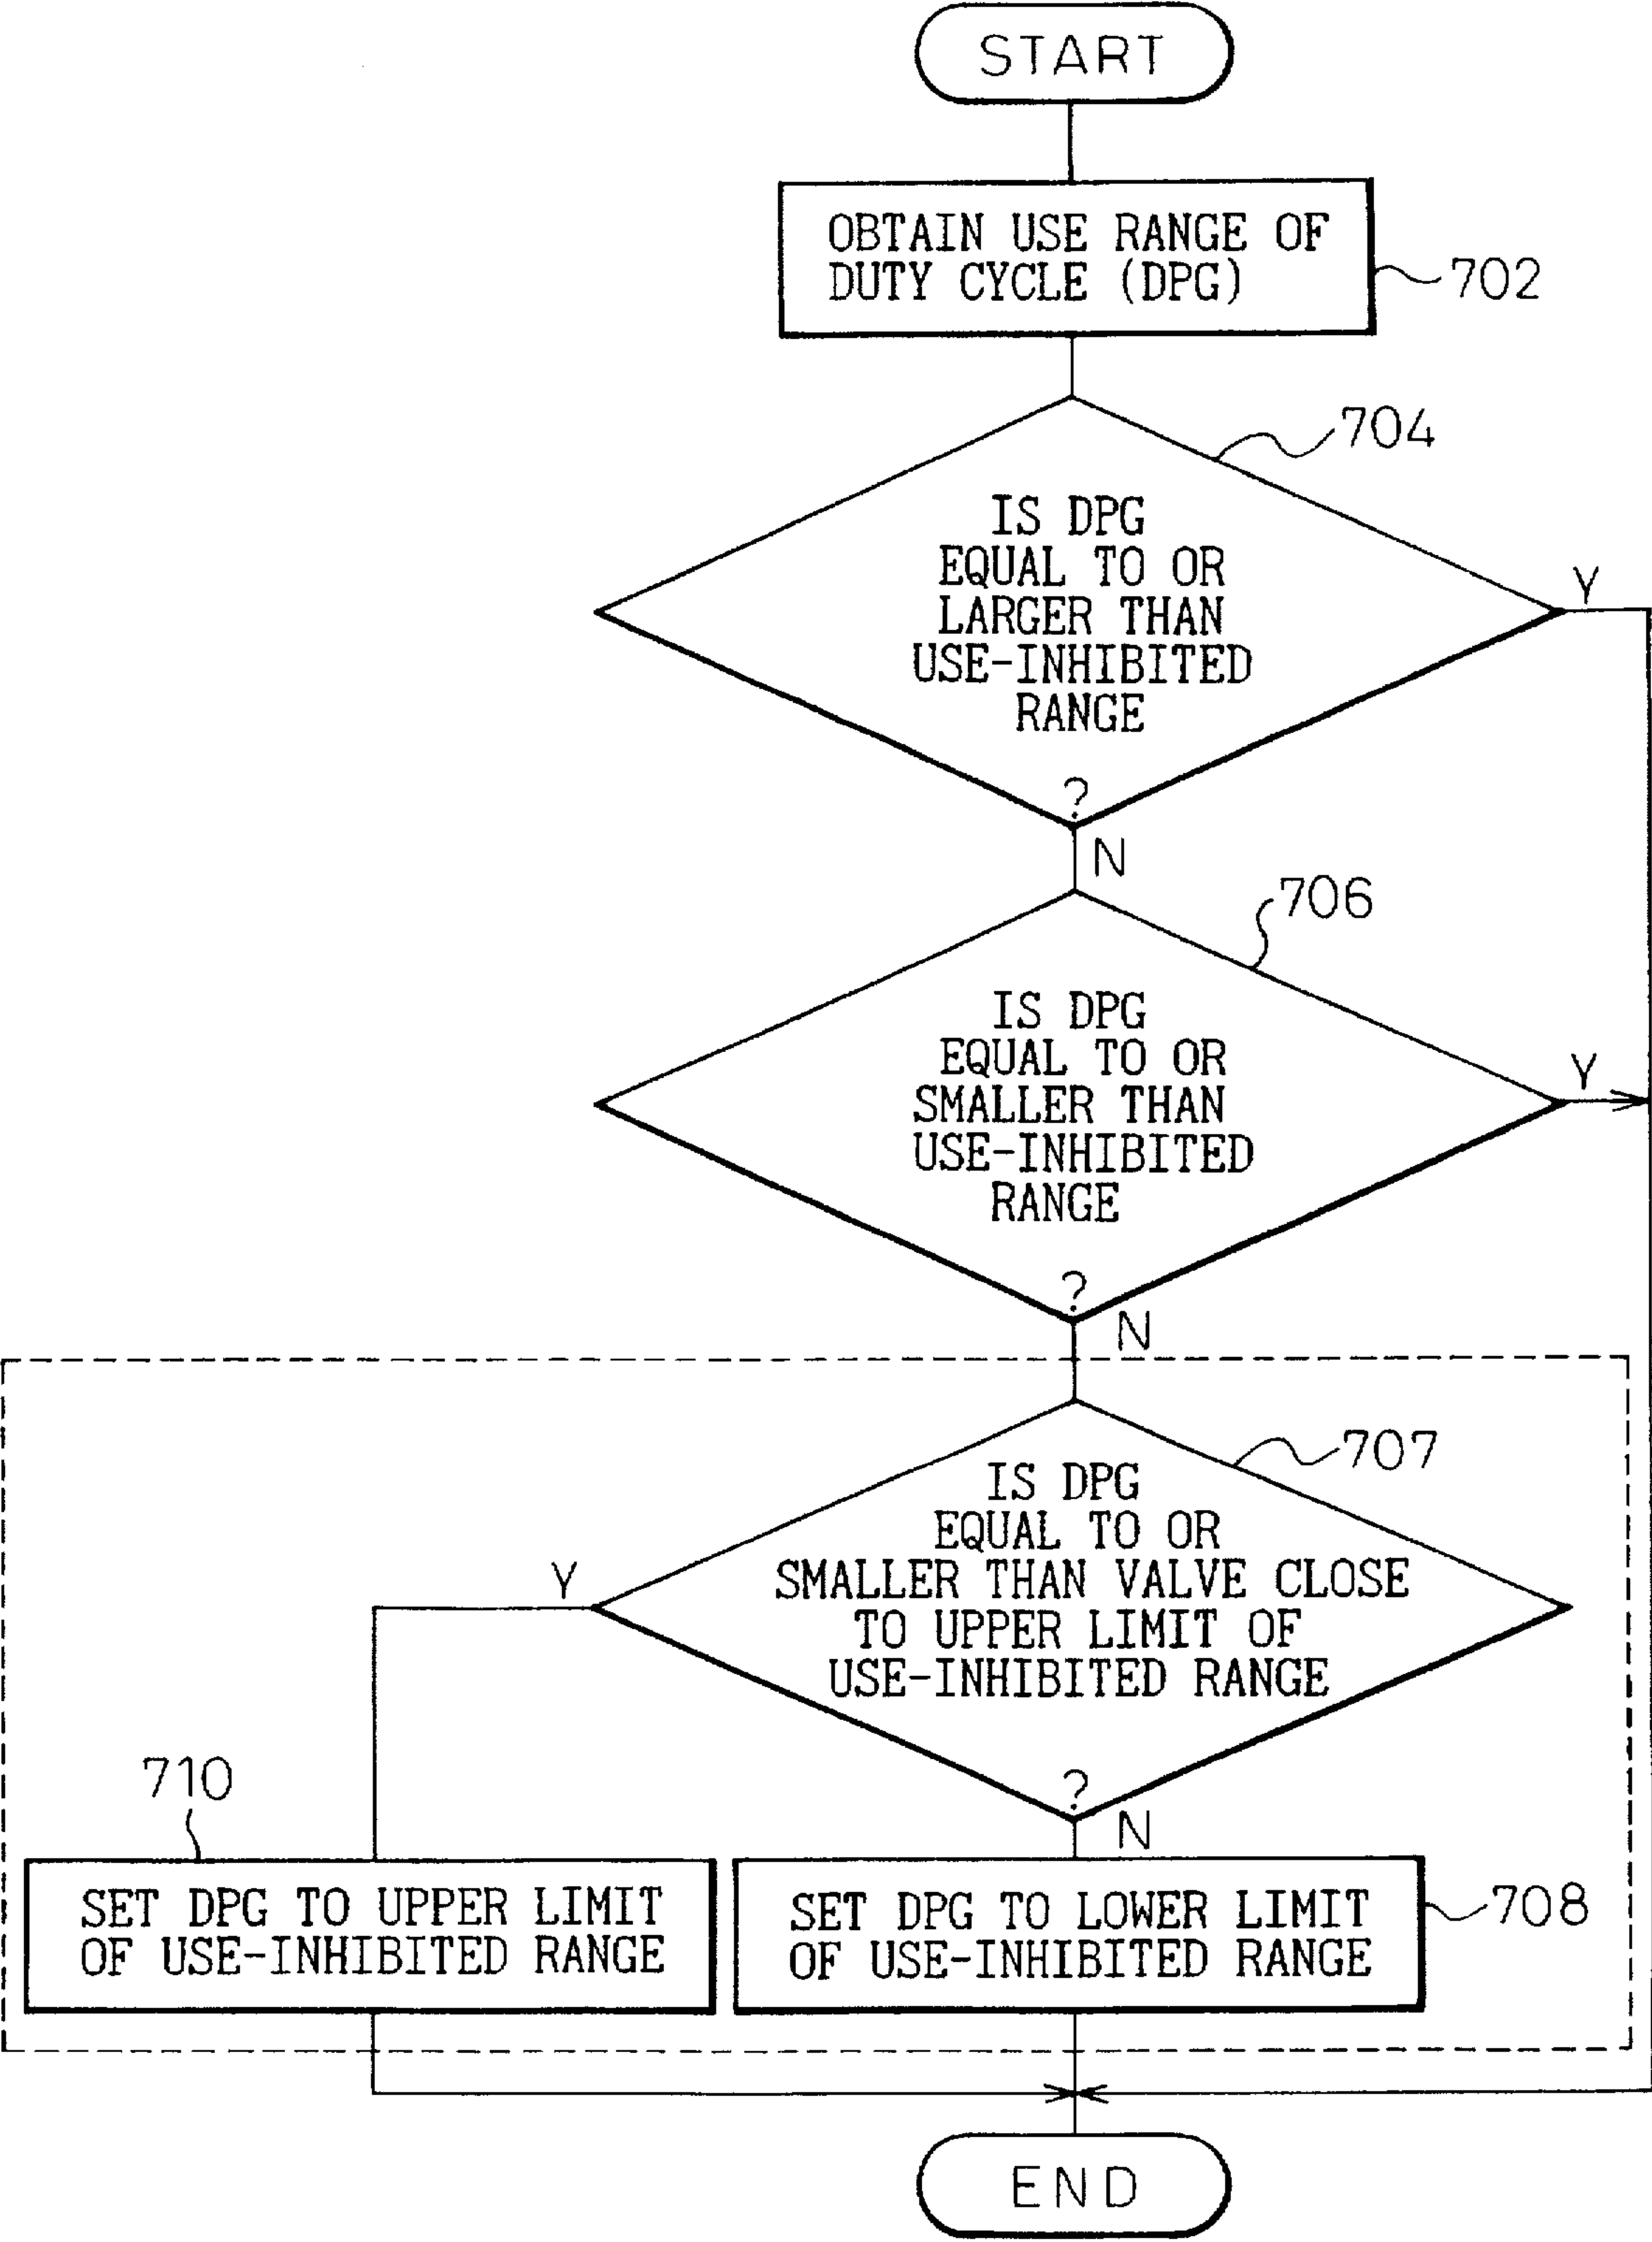 START
OBTAIN USE RANGE OF
DUTY CYCLE (DPG)
702
704
IS DPG
EQUAL TO OR
LARGER THAN
USE-INHIBITED
RANGE
?
Y
N
706
IS DPG
EQUAL TO OR
SMALLER THAN
USE-INHIBITED
RANGE
?
Y
N
707
IS DPG
EQUAL TO OR
SMALLER THAN VALVE CLOSE
TO UPPER LIMIT OF
USE-INHIBITED RANGE
?
Y
N
710
SET DPG TO UPPER LIMIT
OF USE-INHIBITED RANGE
SET DPG TO LOWER LIMIT
OF USE-INHIBITED RANGE
708
END